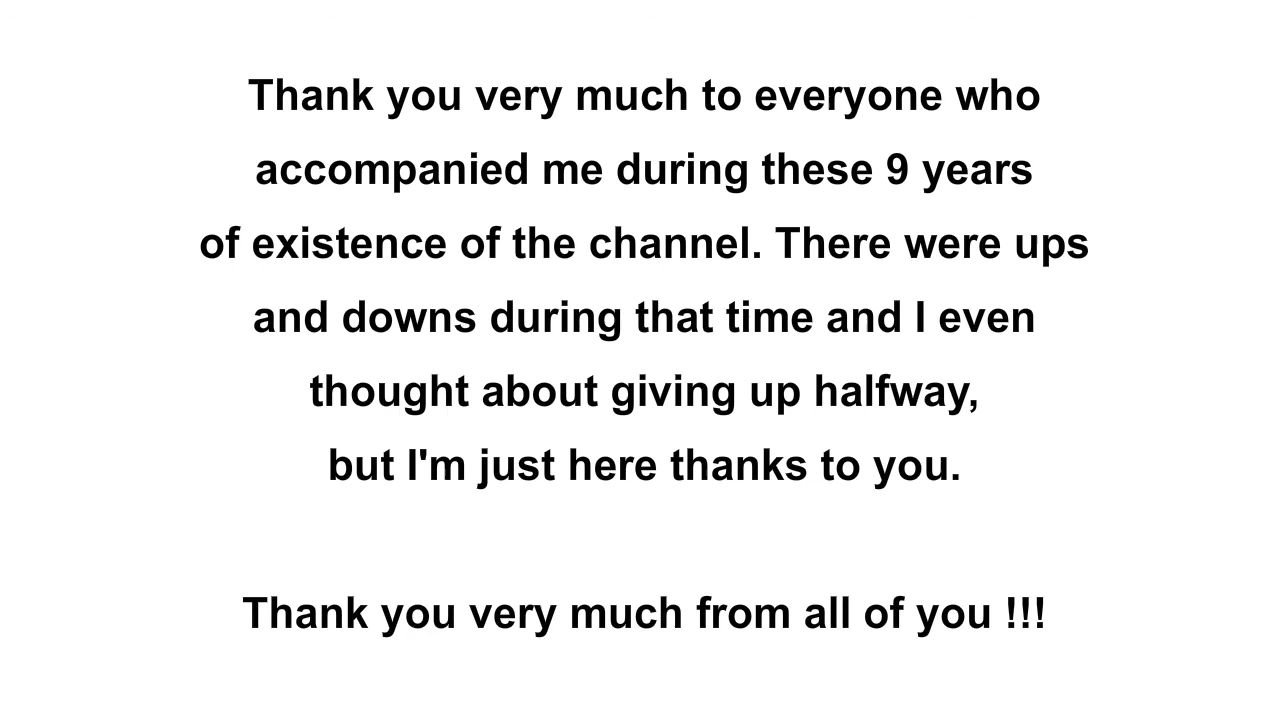 Thank you very much to everyone who
accompanied me during these 9 years
of existence of the channel. There were ups
and downs during that time and I even
thought about giving up halfway,
but I'm just here thanks to you.
Thank you very much from all of you !!!